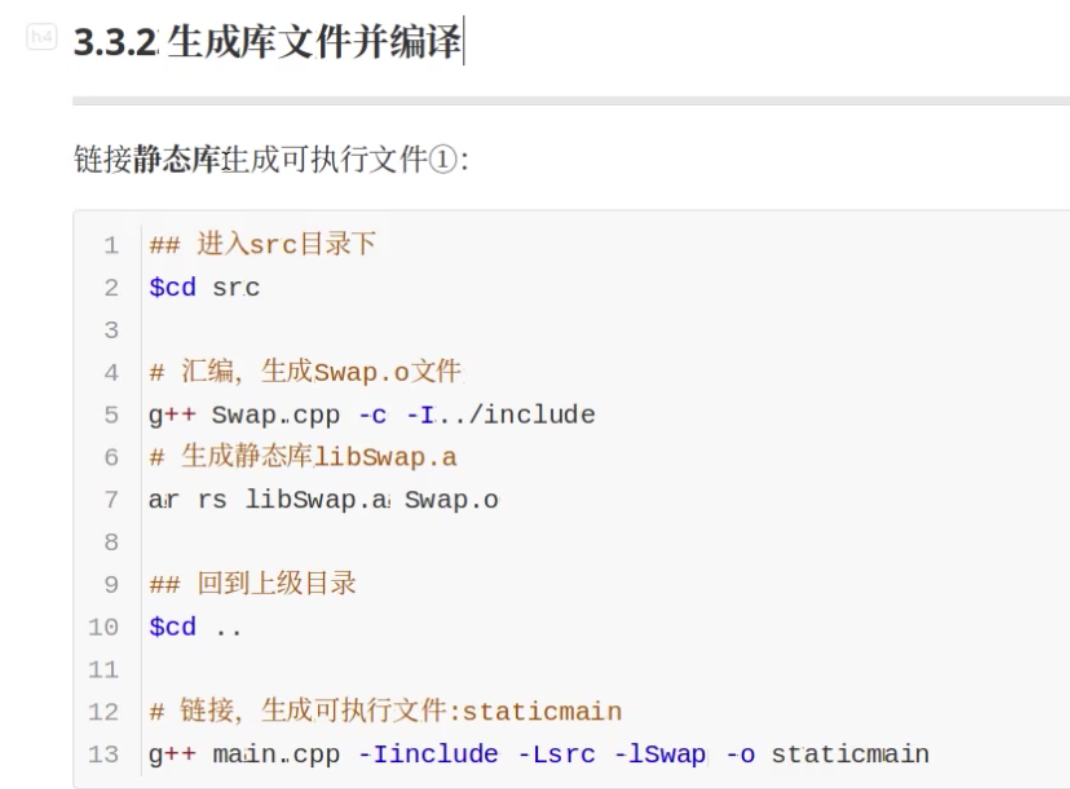 h4
3.3.2 生成库文件并编译
链接静态库生成可执行文件①:
1 ## 进入src目录下
2 $cd src
3
4 # 汇编，生成Swap.o文件
5 g++ Swap.cpp -c -I../include
6 # 生成静态库libSwap.a
7 ar rs libSwap.a Swap.o
8
9 ## 回到上级目录
10 $cd ..
11
12 # 链接，生成可执行文件:staticmain
13 g++ main.cpp -Iinclude -Lsrc -lSwap -o staticmain